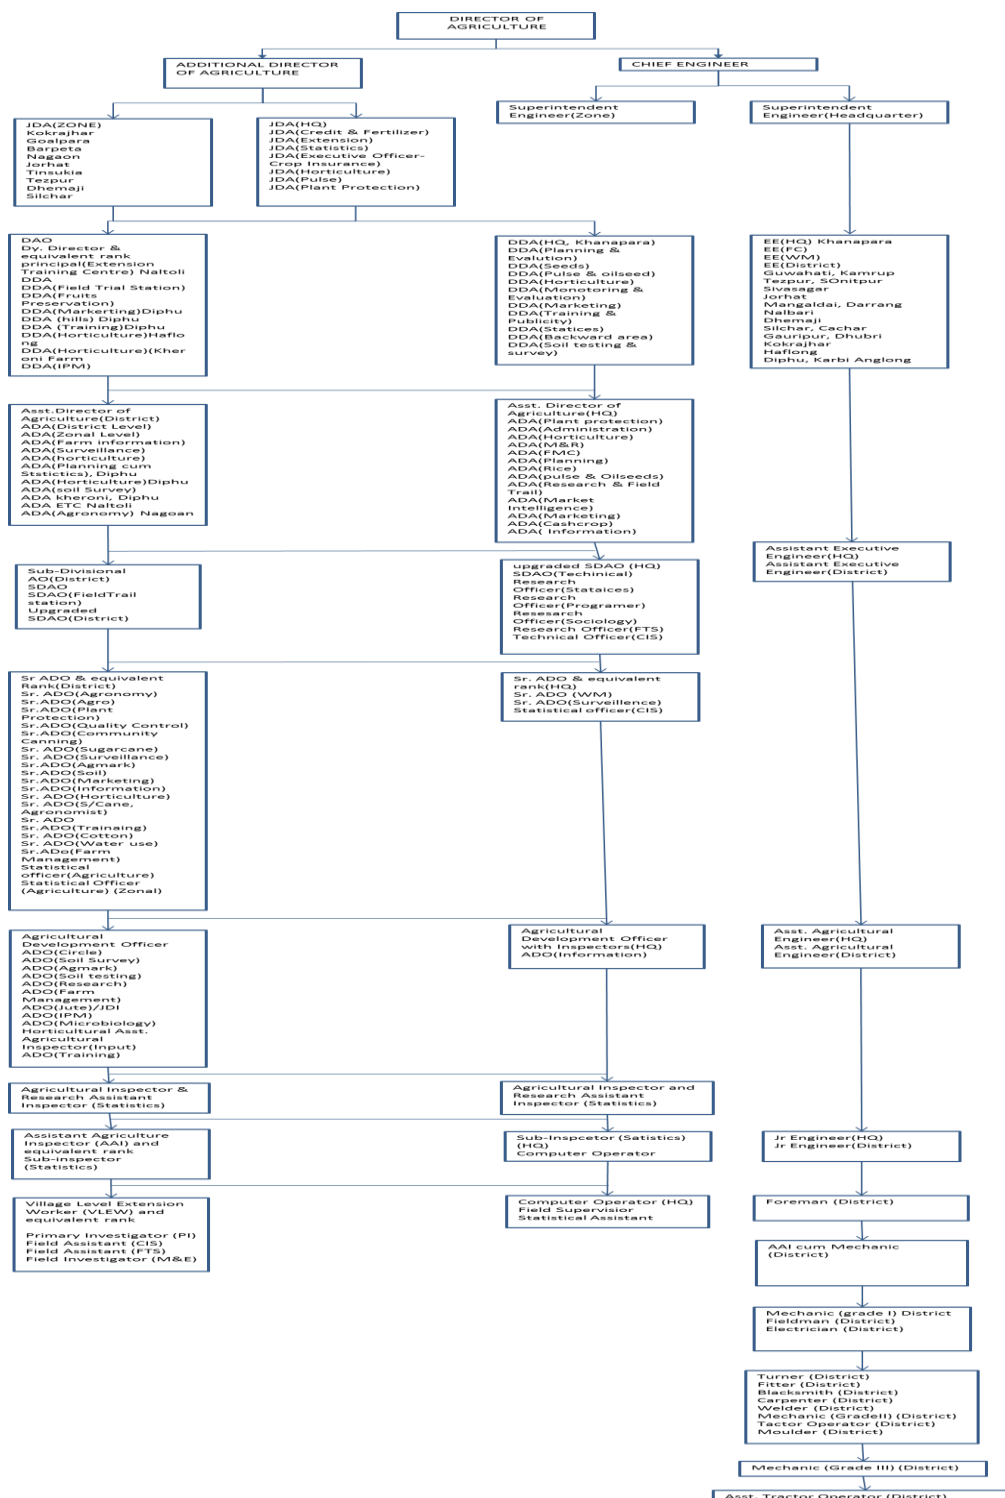 DIRECTOR OF
AGRICULTURE
ADDITIONAL DIRECTOR
OF AGRICULTURE
CHIEF ENGINEER
JDA(ZONE)
Kokrajhar
Goalpara
Barpeta
Nagaon
Jorhat
Tinsukia
Tezpur
Dhemaji
Silchar
JDA(HQ)
JDA(Credit & Fertilizer)
JDA(Extension)
JDA(Statistics)
JDA(Executive Officer-
Crop Insurance)
JDA(Horticulture)
JDA(Pulse)
JDA(Plant Protection)
Superintendent
Engineer(Zone)
Superintendent
Engineer(Headquarter)
DAO
Dy. Director &
equivalent rank
principal(Extension
Training Centre) Naltoli
DDA
DDA(Field Trial Station)
DDA(Fruits
Preservation)
DDA(Markerting)Diphu
DDA (hills) Diphu
DDA (Training)Diphu
DDA(Horticulture)Haflo
ng
DDA(Horticulture)(Kher
oni Farm
DDA(IPM)
DDA(HQ, Khanapara)
DDA(Planning &
Evalution)
DDA(Seeds)
DDA(Pulse & oilseed)
DDA(Horticulture)
DDA(Monotoring &
Evaluation)
DDA(Marketing)
DDA(Training &
Publicity)
DDA(Statices)
DDA(Backward area)
DDA(Soil testing &
survey)
EE(HQ) Khanapara
EE(FC)
EE(WM)
EE(District)
Guwahati, Kamrup
Tezpur, SOnitpur
Sivasagar
Jorhat
Mangaldai, Darrang
Nalbari
Dhemaji
Silchar, Cachar
Gauripur, Dhubri
Kokrajhar
Haflong
Diphu, Karbi Anglong
Asst.Director of
Agriculture(District)
ADA(District Level)
ADA(Zonal Level)
ADA(Farm information)
ADA(Surveillance)
ADA(horticulture)
ADA(Planning cum
Ststictics), Diphu
ADA(Horticulture)Diphu
ADA(soil Survey)
ADA kheroni, Diphu
ADA ETC Naltoli
ADA(Agronomy) Nagoan
Asst. Director of
Agriculture(HQ)
ADA(Plant protection)
ADA(Administration)
ADA(Horticulture)
ADA(M&R)
ADA(FMC)
ADA(Planning)
ADA(Rice)
ADA(pulse & Oilseeds)
ADA(Research & Field
Trail)
ADA(Market
Intelligence)
ADA(Marketing)
ADA(Cashcrop)
ADA( Information)
Assistant Executive
Engineer(HQ)
Assistant Executive
Engineer(District)
Sub-Divisional
AO(District)
SDAO
SDAO(FieldTrail
station)
Upgraded
SDAO(District)
upgraded SDAO (HQ)
SDAO(Techinical)
Research
Officer(Stataices)
Research
Officer(Programer)
Resesarch
Officer(Sociology)
Research Officer(FTS)
Technical Officer(CIS)
Sr ADO & equivalent
Rank(District)
Sr. ADO(Agronomy)
Sr.ADO(Agro)
Sr.ADO(Plant
Protection)
Sr.ADO(Quality Control)
Sr.ADO(Community
Canning)
Sr. ADO(Sugarcane)
Sr. ADO(Surveillance)
Sr.ADO(Agmark)
Sr.ADO(Soil)
Sr.ADO(Marketing)
Sr.ADO(Information)
Sr. ADO(Horticulture)
Sr. ADO(S/Cane,
Agronomist)
Sr. ADO
Sr.ADO(Trainaing)
Sr. ADO(Cotton)
Sr. ADO(Water use)
Sr.ADo(Farm
Management)
Statistical
officer(Agriculture)
Statistical Officer
(Agriculture) (Zonal)
Sr. ADO & equivalent
rank(HQ)
Sr. ADO (WM)
Sr. ADO(Surveillence)
Statistical officer(CIS)
Agricultural
Development Officer
ADO(Circle)
ADO(Soil Survey)
ADO(Agmark)
ADO(Soil testing)
ADO(Research)
ADO(Farm
Management)
ADO(Jute)/JDI
ADO(IPM)
ADO(Microbiology)
Horticultural Asst.
Agricultural
Inspector(Input)
ADO(Training)
Agricultural
Development Officer
with Inspectors(HQ)
ADO(Information)
Asst. Agricultural
Engineer(HQ)
Asst. Agricultural
Engineer(District)
Agricultural Inspector &
Research Assistant
Inspector (Statistics)
Agricultural Inspector and
Research Assistant
Inspector (Statistics)
Assistant Agriculture
Inspector (AAI) and
equivalent rank
Sub-inspector
(Statistics)
Sub-Inspcetor (Satistics)
(HQ)
Computer Operator
Jr Engineer(HQ)
Jr Engineer(District)
Village Level Extension
Worker (VLEW) and
equivalent rank
Primary Investigator (PI)
Field Assistant (CIS)
Field Assistant (FTS)
Field Investigator (M&E)
Computer Operator (HQ)
Field Supervisior
Statistical Assistant
Foreman (District)
AAI cum Mechanic
(District)
Mechanic (grade I) District
Fieldman (District)
Electrician (District)
Turner (District)
Fitter (District)
Blacksmith (District)
Carpenter (District)
Welder (District)
Mechanic (GradeII) (District)
Tactor Operator (District)
Moulder (District)
Mechanic (Grade III) (District)
Asst. Tractor Operator (District)